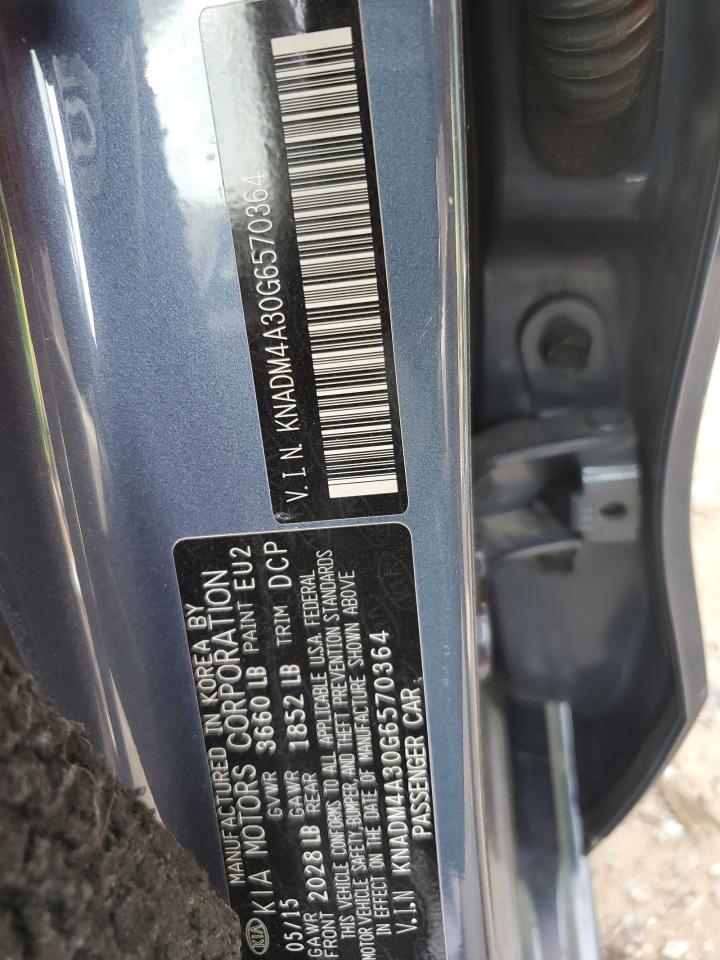 V.I.N. KNADM4A30G6570364
MANUFACTURED IN KOREA BY
KIA KIA MOTORS CORPORATION
05/15 GVWR 3660 LB PAINT EU2
GAWR FRONT 2028 LB GAWR REAR 1852 LB TRIM DCP
THIS VEHICLE CONFORMS TO ALL APPLICABLE U.S.A. FEDERAL
MOTOR VEHICLE SAFETY, BUMPER, AND THEFT PREVENTION STANDARDS
IN EFFECT ON THE DATE OF MANUFACTURE SHOWN ABOVE
V.I.N. KNADM4A30G6570364
PASSENGER CAR